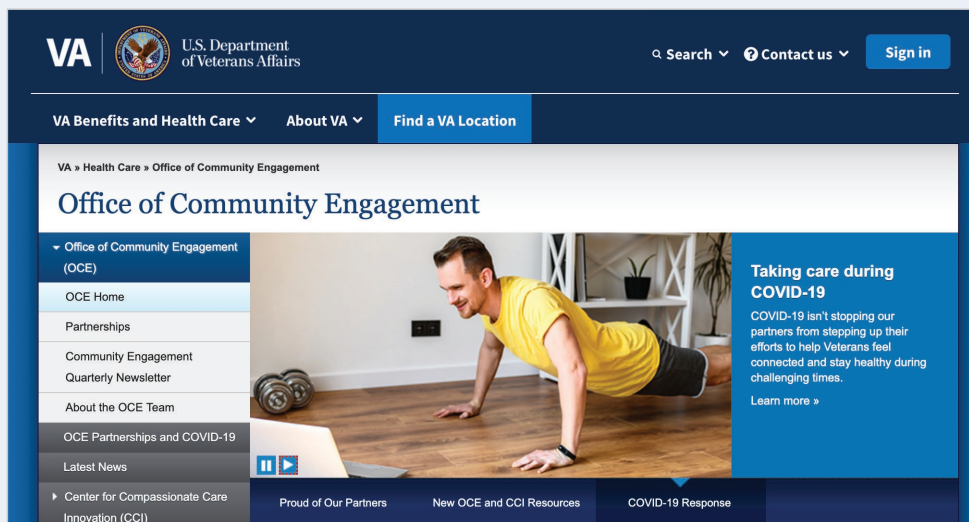 VA
U.S. Department
of Veterans Affairs
Search
Contact us
Sign in
VA Benefits and Health Care
About VA
Find a VA Location
VA » Health Care » Office of Community Engagement
Office of Community Engagement
Office of Community Engagement
(OCE)
OCE Home
Partnerships
Community Engagement
Quarterly Newsletter
About the OCE Team
OCE Partnerships and COVID-19
Latest News
Center for Compassionate Care
Innovation (CCI)
Taking care during
COVID-19
COVID-19 isn’t stopping our
partners from stepping up their
efforts to help Veterans feel
connected and stay healthy during
challenging times.
Learn more »
Proud of Our Partners
New OCE and CCI Resources
COVID-19 Response